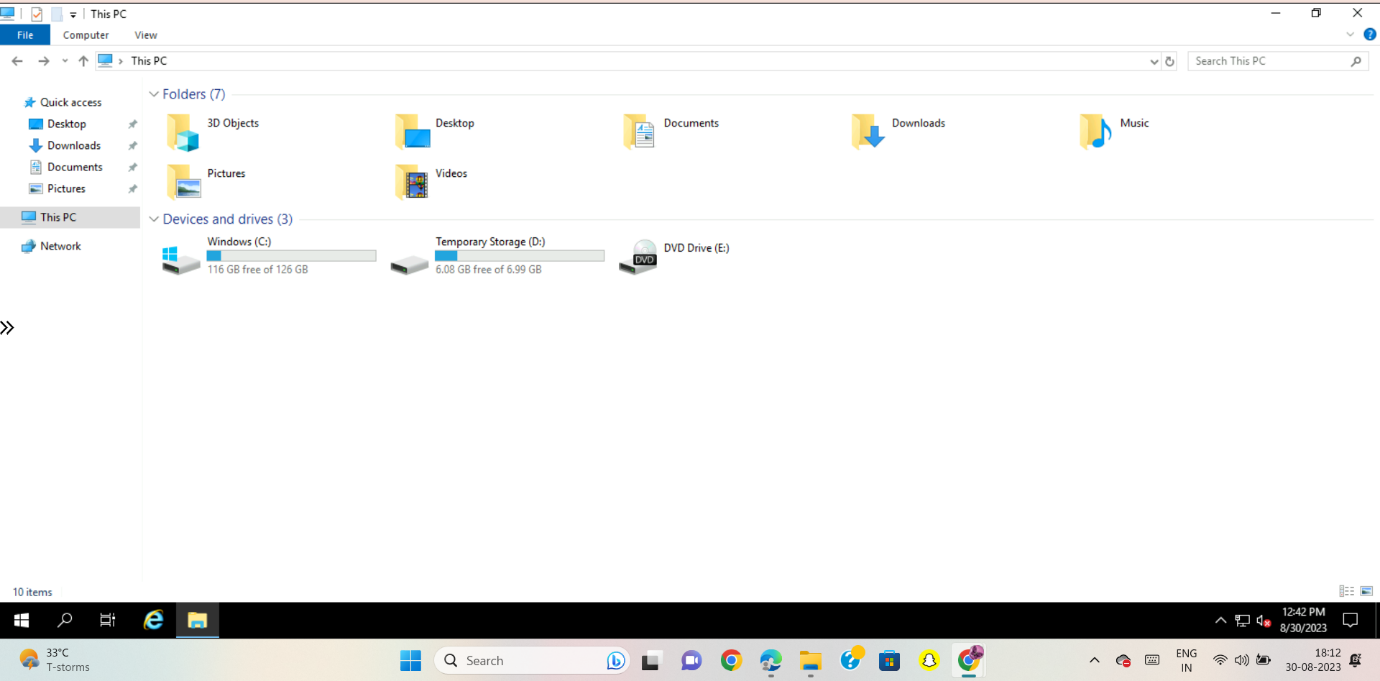 This PC
File Computer View
This PC
Search This PC
Quick access
Desktop
Downloads
Documents
Pictures
This PC
Network
Folders (7)
3D Objects
Desktop
Documents
Downloads
Music
Pictures
Videos
Devices and drives (3)
Windows (C:)
116 GB free of 126 GB
Temporary Storage (D:)
6.08 GB free of 6.99 GB
DVD
DVD Drive (E:)
10 items
12:42 PM
8/30/2023
33°C
T-storms
Search
ENG
IN
18:12
30-08-2023